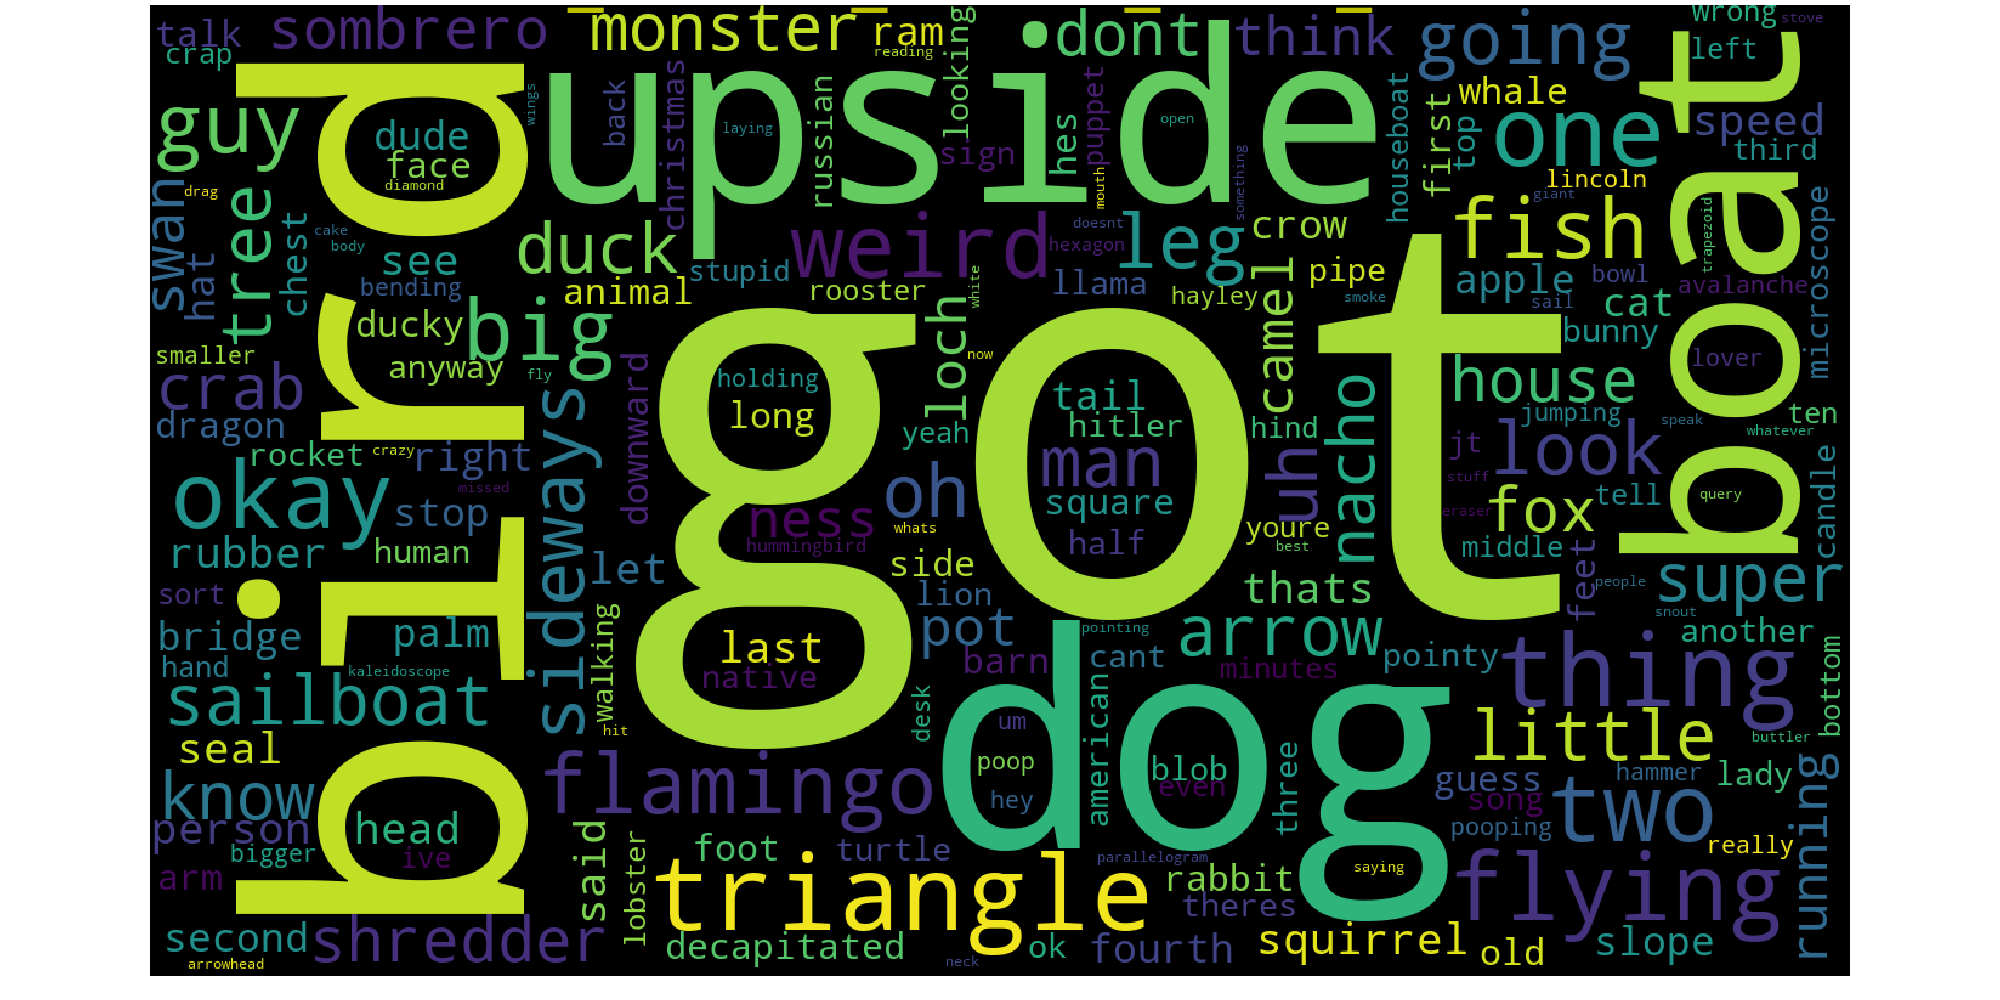 got
upside
bird
dog
boat
triangle
flying
thing
weird
flamingo
sailboat
okay
shredder
sombrero
monster
ram
reading
dont
think
going
wrong
stove
left
talk
crap
guy
dude
face
diamond
drag
wings
back
christmas
laying
russian
looking
sign
hes
puppet
mouth
open
something
houseboat
first
top
whale
one
speed
third
lincoln
giant
swan
hat
tree
chest
cake
body
see
bending
duck
animal
stupid
rooster
doesnt
hexagon
llama
white
leg
crow
hayley
camel
pipe
smoke
fish
apple
bowl
sail
bunny
cat
avalanche
trapezoid
microscope
lover
ducky
anyway
big
fly
smaller
crab
dragon
rocket
crazy
right
missed
sideways
downward
holding
long
loch
now
yeah
tail
hitler
man
square
half
hind
uh
nacho
house
jumping
jt
look
stuff
speak
whatever
ten
eraser
fox
tell
query
candle
stop
rubber
human
ness
hummingbird
whats
oh
side
youre
best
middle
feet
people
super
snout
another
sort
bridge
hand
palm
kaleidoscope
let
walking
hit
last
native
lion
pot
barn
desk
pointing
cant
american
thats
arrow
minutes
pointy
little
bottom
buttler
seal
know
person
bigger
arm
head
ive
um
poop
hey
blob
even
three
guess
hammer
lady
song
pooping
two
really
running
second
arrowhead
said
lobster
foot
turtle
decapitated
neck
ok
parallelogram
rabbit
theres
fourth
saying
squirrel
old
slope